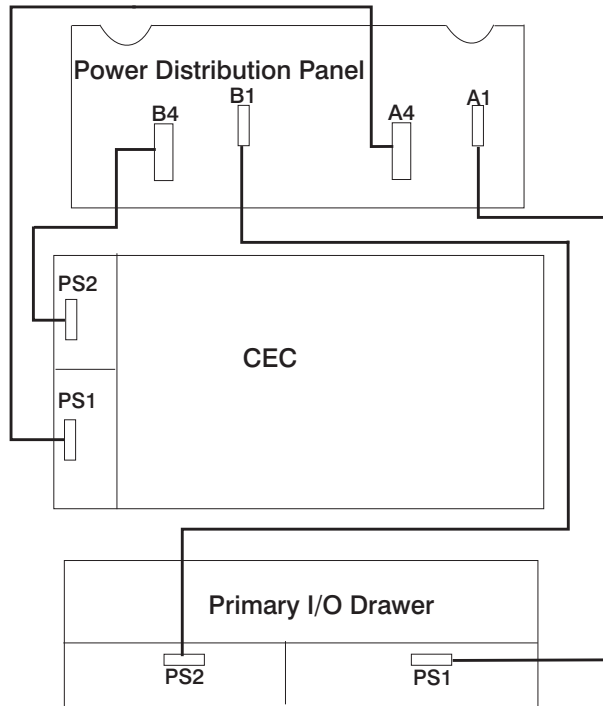 Power Distribution Panel
B4
B1
A4
A1
PS2
CEC
PS1
Primary I/O Drawer
PS2
PS1